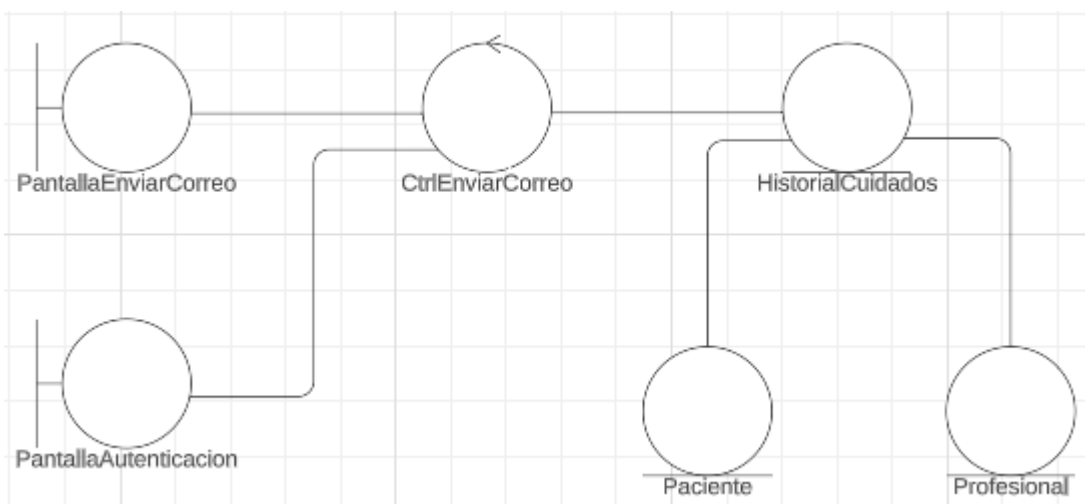 PantallaEnviarCorreo
CtrlEnviarCorreo
HistorialCuidados
PantallaAutenticacion
Paciente
Profesional